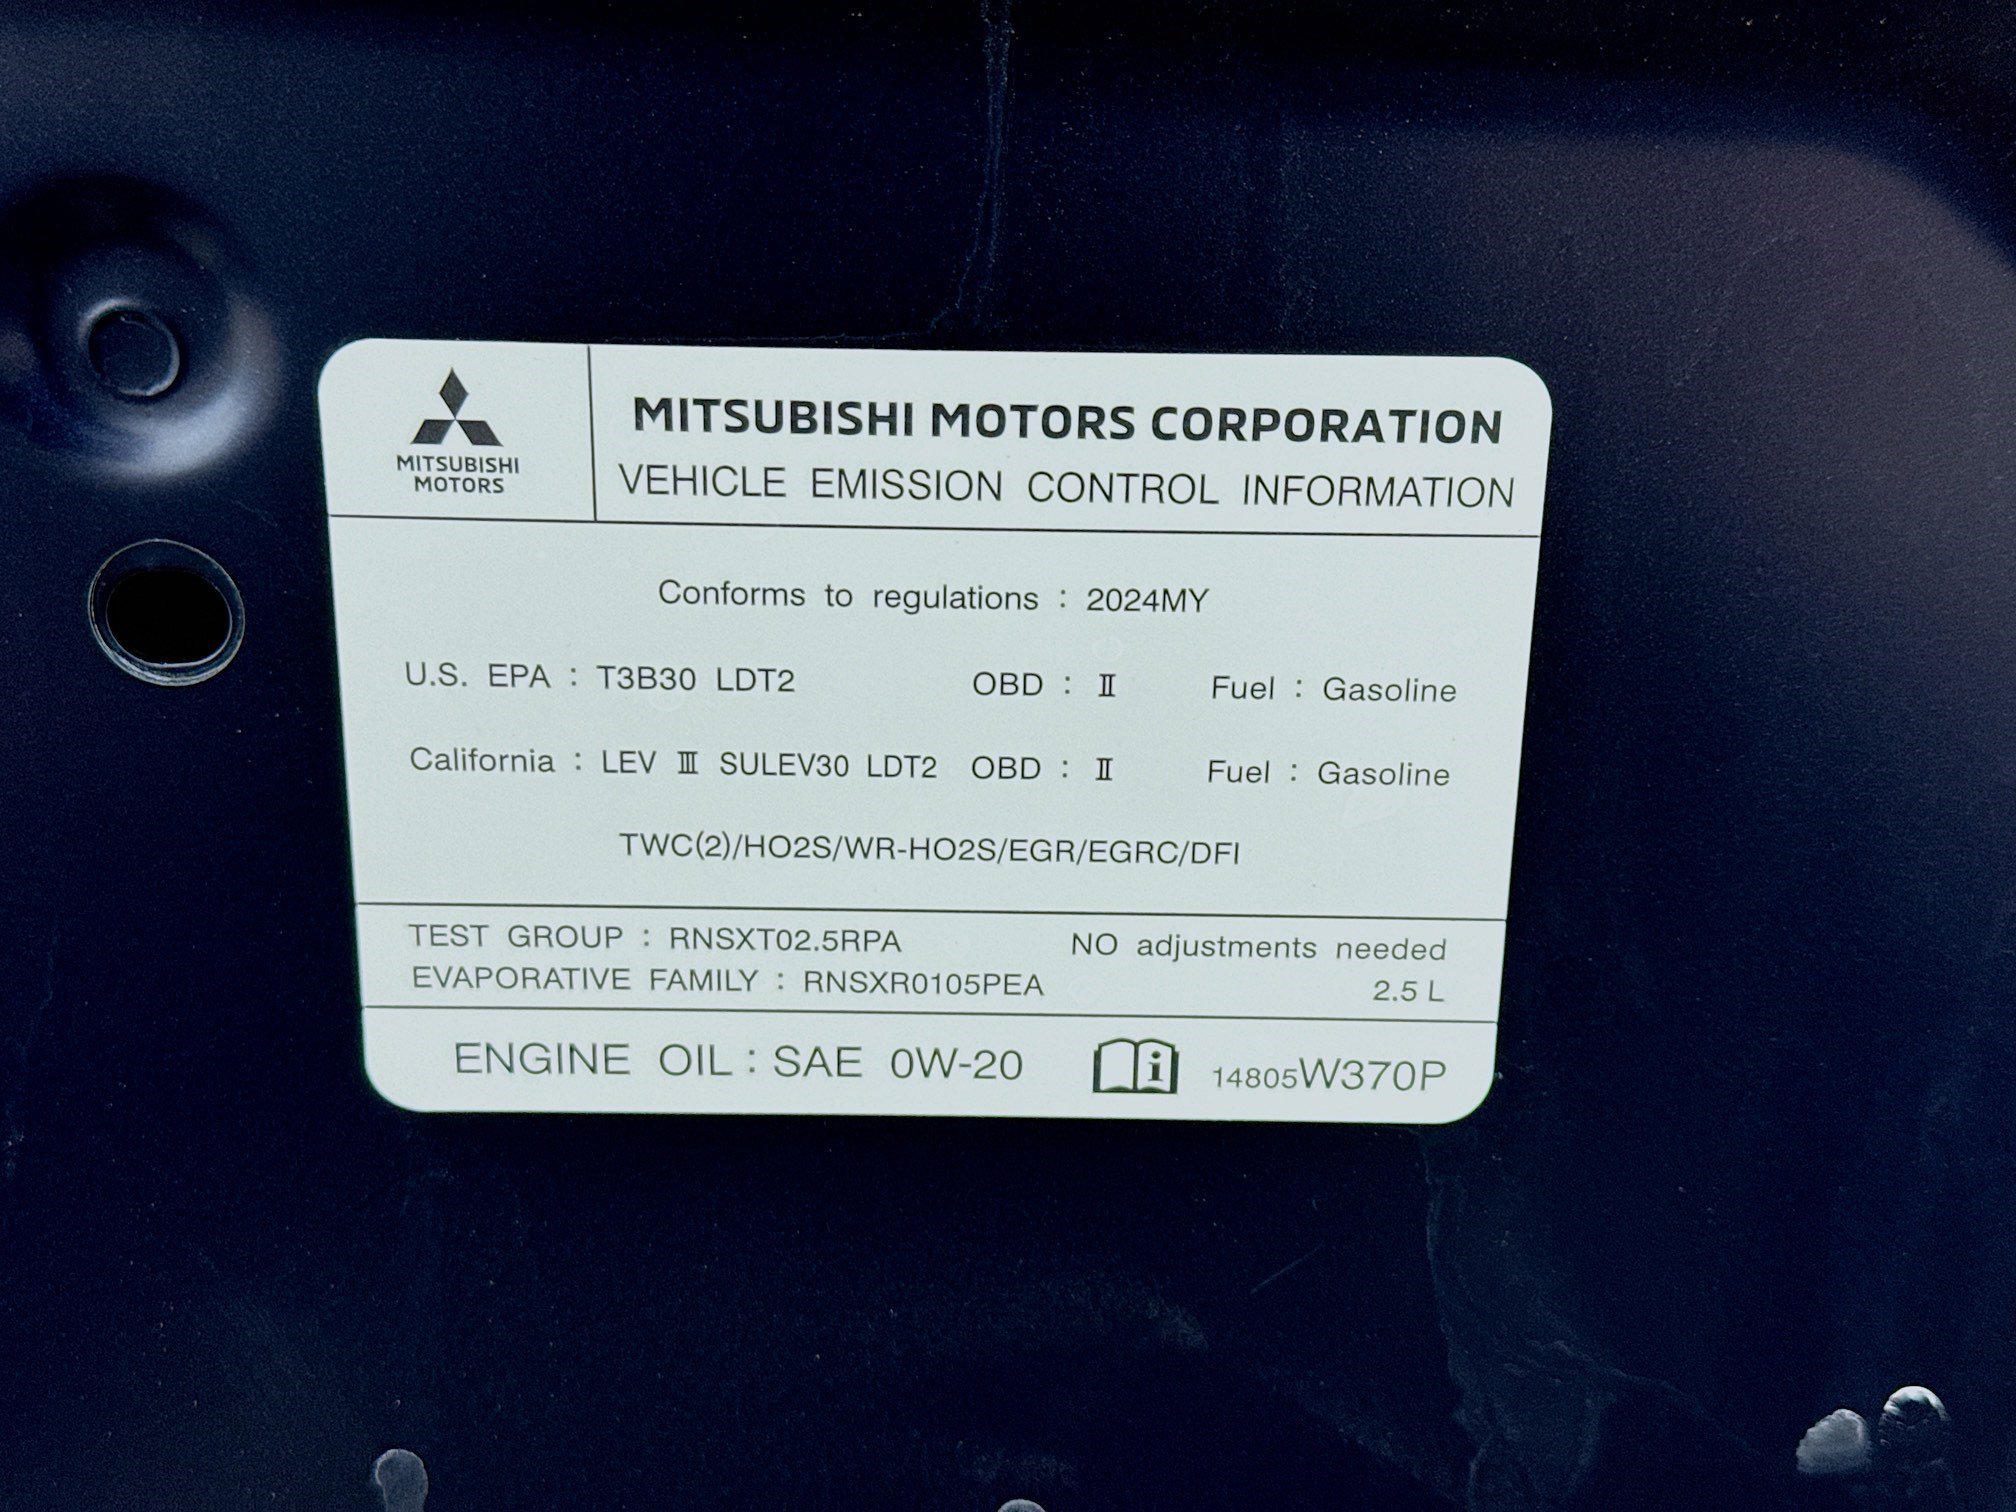 MITSUBISHI
MOTORS
MITSUBISHI MOTORS CORPORATION
VEHICLE EMISSION CONTROL INFORMATION
Conforms to regulations : 2024MY
U.S. EPA : T3B30 LDT2 OBD : Ⅱ Fuel : Gasoline
California : LEV Ⅲ SULEV30 LDT2 OBD : Ⅱ Fuel : Gasoline
TWC(2)/HO2S/WR-HO2S/EGR/EGRC/DFI
TEST GROUP : RNSXT02.5RPA NO adjustments needed
EVAPORATIVE FAMILY : RNSXR0105PEA 2.5 L
ENGINE OIL : SAE 0W-20 i 14805W370P